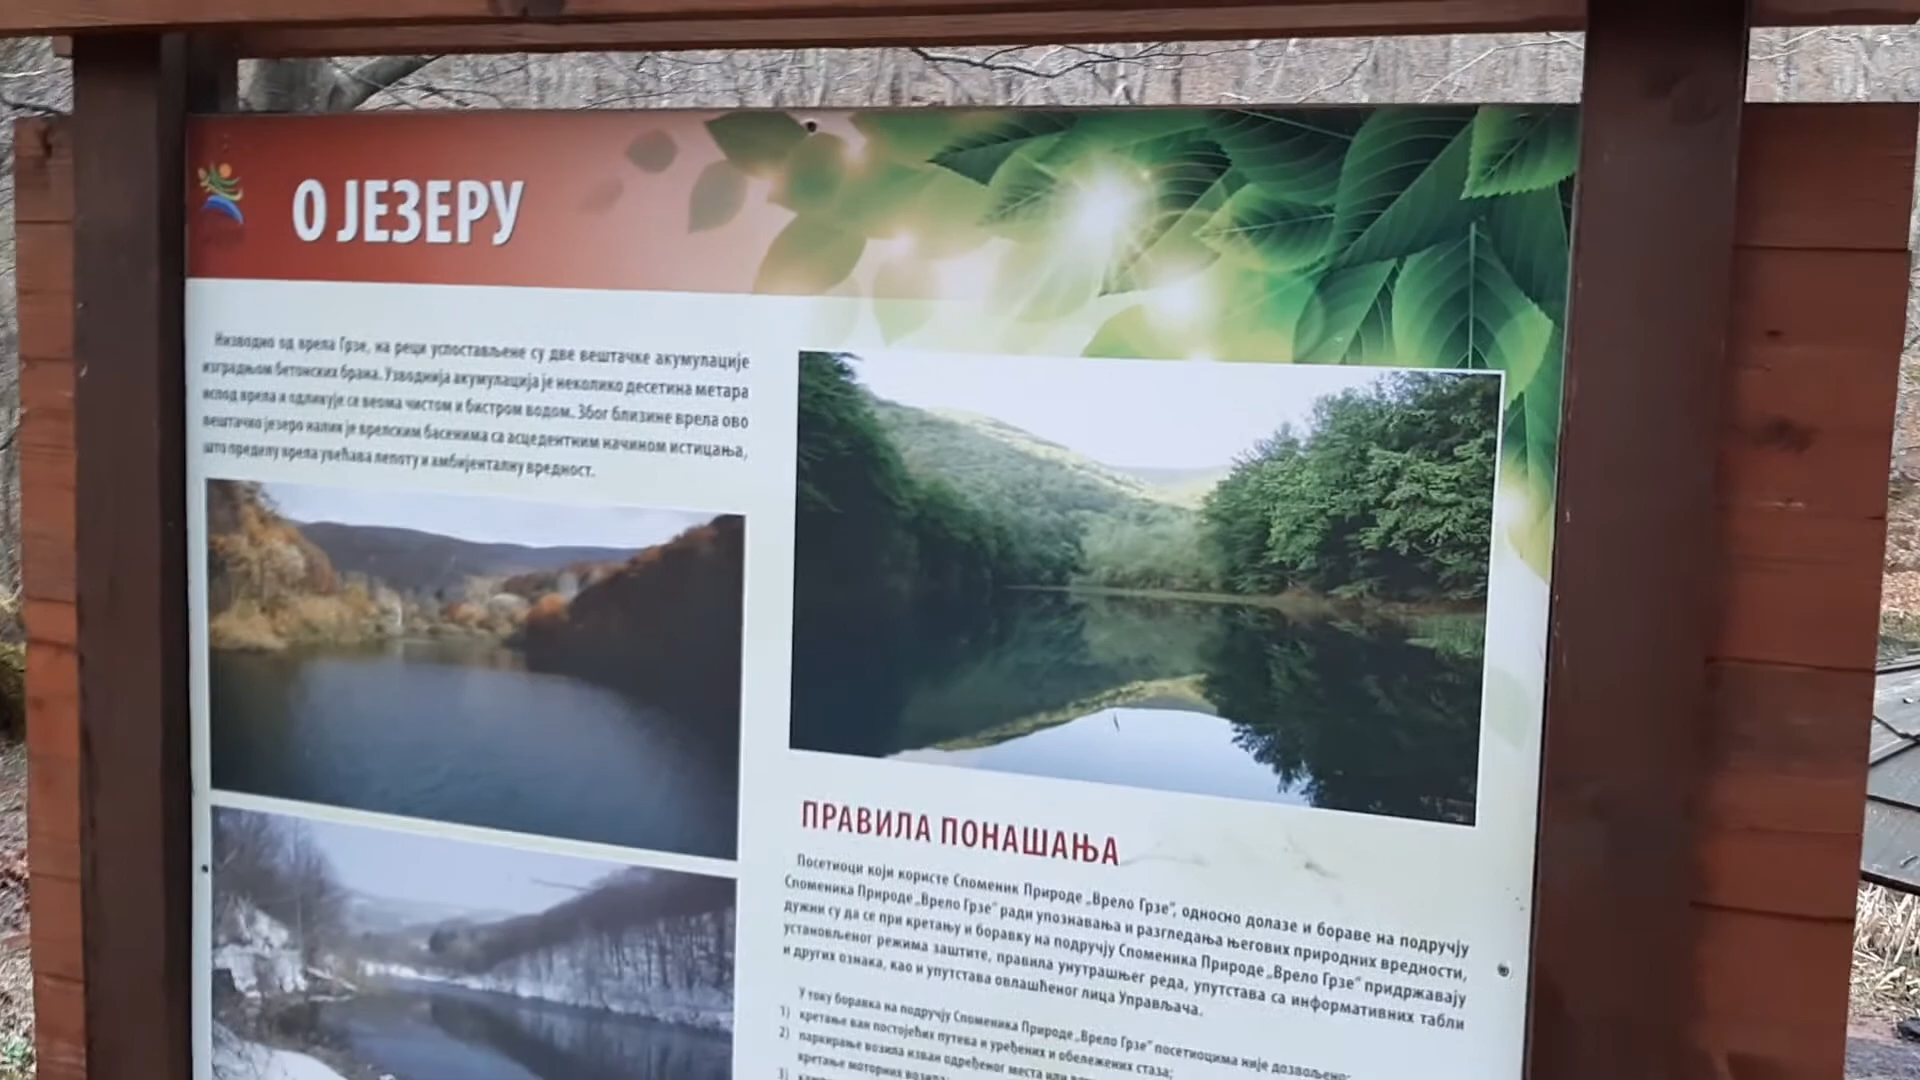 О ЈЕЗЕРУ
Низводно од врела Грзе, на реци успостављене су две вештачке акумулације
изградњом бетонских брана. Узводнија акумулација је неколико десетина метара
испод врела и одликује се веома чистом и бистром водом. Због близине врела ово
вештачко језеро налик је врелским басенима са асцедентним начином истицања,
што пределу врела увећава лепоту и амбијенталну вредност.
ПРАВИЛА ПОНАШАЊА
Посетиоци који користе Споменик Природе „Врело Грзе“, односно долазе и бораве на подручју
Споменика Природе „Врело Грзе“ ради упознавања и разгледања његових природних вредности,
дужни су да се при кретању и боравку на подручју Споменика Природе „Врело Грзе“ придржавају
установљеног режима заштите, правила унутрашњег реда, упутстава са информативних табли
и других ознака, као и упутстава овлашћеног лица Управљача.
У току боравка на подручју Споменика Природе „Врело Грзе“ посетиоцима није дозвољено:
1) кретање ван постојећих путева и уређених и обележених стаза;
2) паркирање возила изван одређеног места или
кретање моторних возила
3)